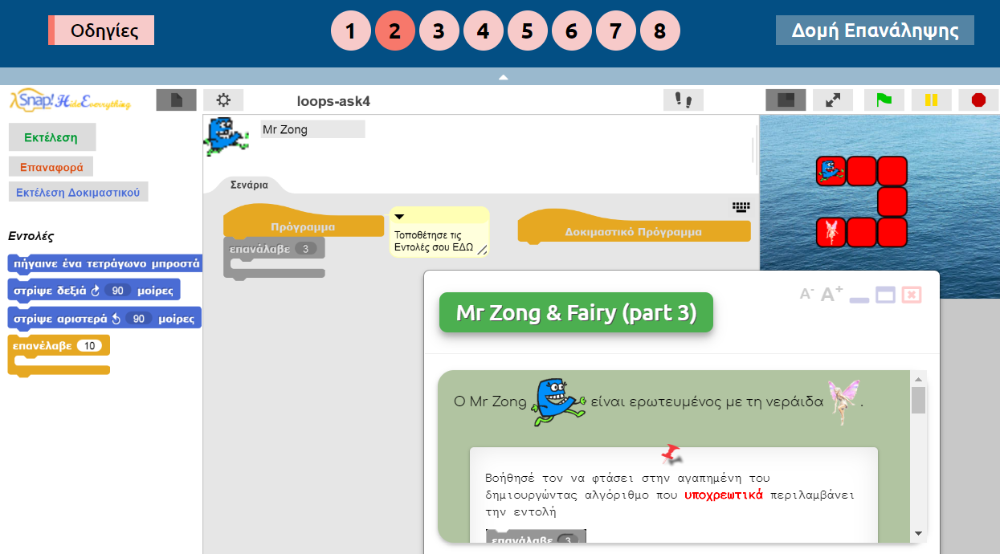 Οδηγίες
1 2 3 4 5 6 7 8
Δομή Επανάληψης
λSnap! HideEverything
loops-ask4
Εκτέλεση
Επαναφορά
Εκτέλεση Δοκιμαστικού
Εντολές
πήγαινε ένα τετράγωνο μπροστά
στρίψε δεξιά 90 μοίρες
στρίψε αριστερά 90 μοίρες
επανέλαβε 10
Mr Zong
Σενάρια
Πρόγραμμα
επανάλαβε 3
Τοποθέτησε τις
Εντολές σου ΕΔΩ
Δοκιμαστικό Πρόγραμμα
A- A+
Mr Zong & Fairy (part 3)
Ο Mr Zong είναι ερωτευμένος με τη νεράιδα .
Βοήθησέ τον να φτάσει στην αγαπημένη του
δημιουργώντας αλγόριθμο που υποχρεωτικά περιλαμβάνει
την εντολή
επανάλαβε 3